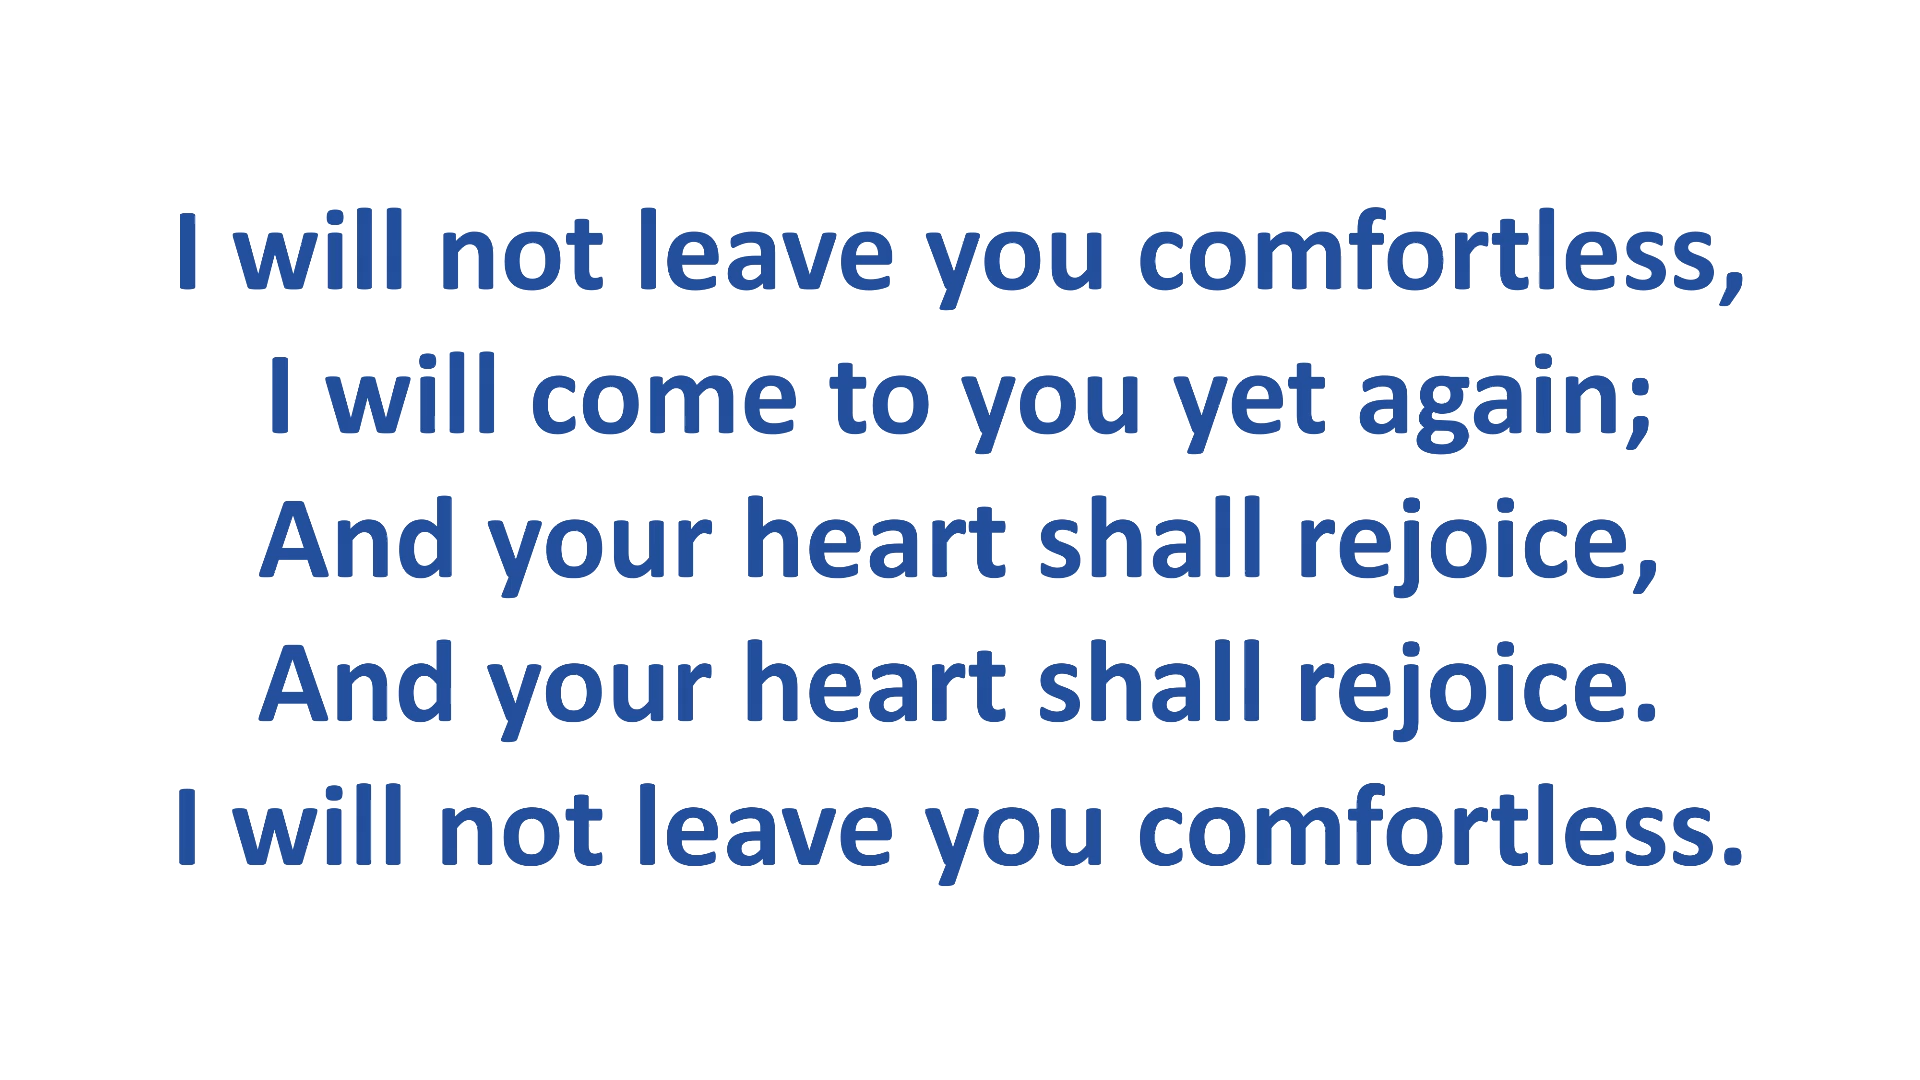 I will not leave you comfortless,
I will come to you yet again;
And your heart shall rejoice,
And your heart shall rejoice.
I will not leave you comfortless.